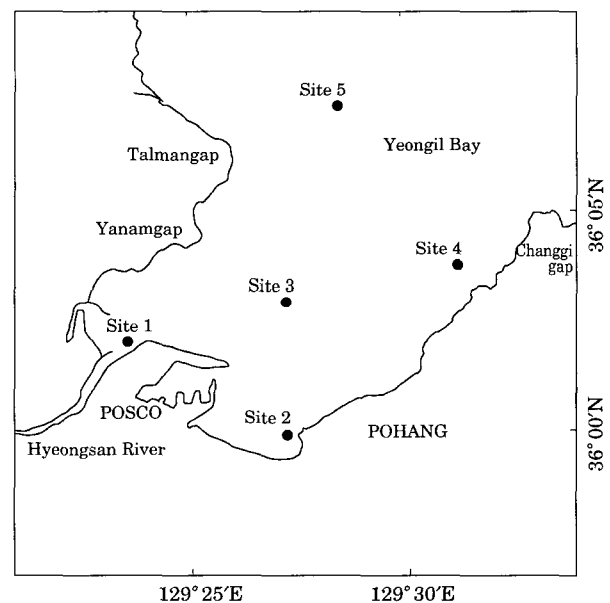 Site 5
Yeongil Bay
Talmangap
36°05′N
Yanamgap
Site 4
Changgi
gap
Site 3
Site 1
POSCO
Site 2
POHANG
Hyeongsan River
36°00′N
129°25′E
129°30′E